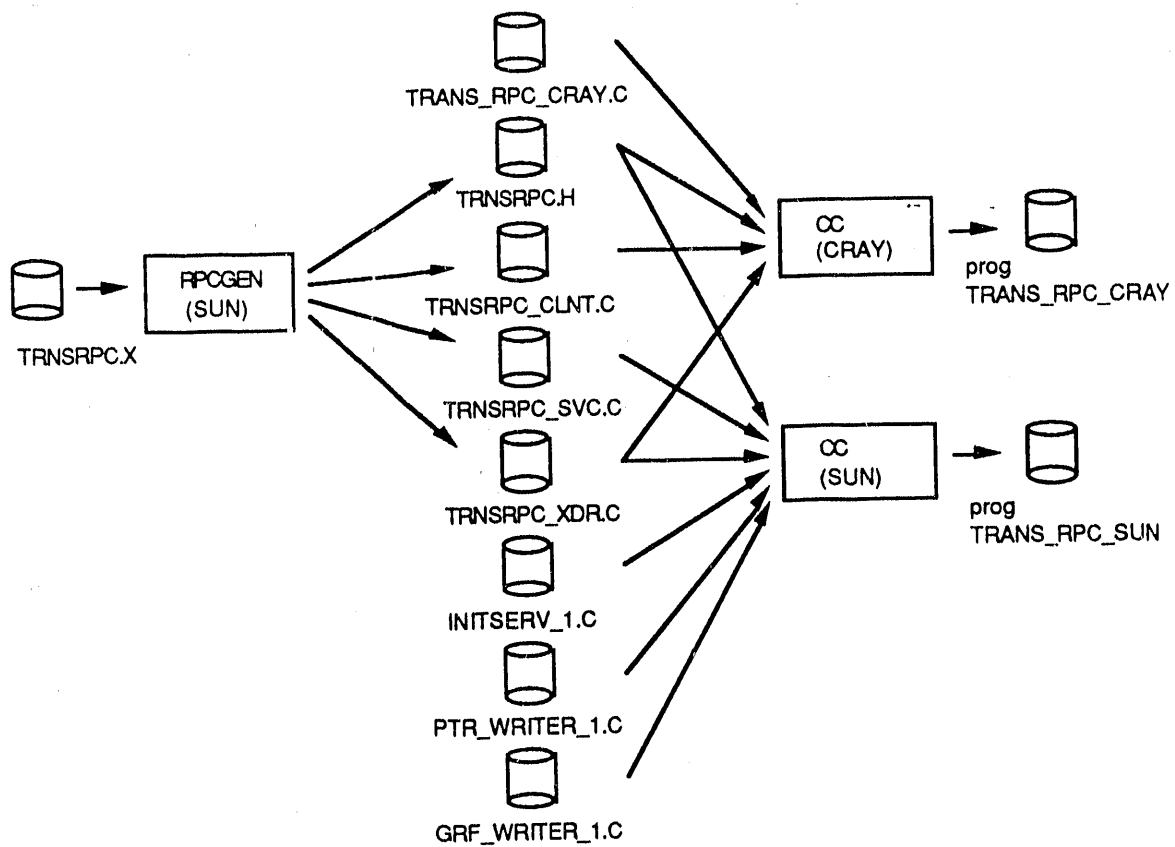 TRANS_RPC_CRAY.C
TRNSRPC.H
CC
(CRAY)
prog
TRANS_RPC_CRAY
TRNSRPC_CLNT.C
RPCGEN
(SUN)
TRNSRPC.X
TRNSRPC_SVC.C
CC
(SUN)
prog
TRANS_RPC_SUN
TRNSRPC_XDR.C
INITSERV_1.C
PTR_WRITER_1.C
GRF_WRITER_1.C